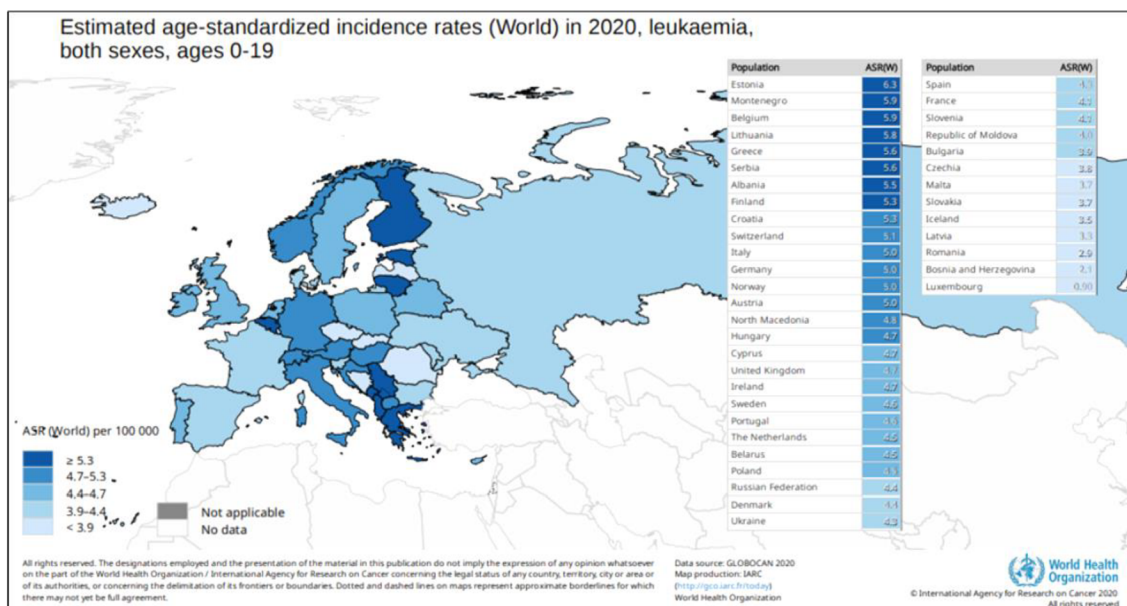 Estimated age-standardized incidence rates (World) in 2020, leukaemia,
both sexes, ages 0-19
Population ASR(W)
Estonia 6.3
Montenegro 5.9
Belgium 5.9
Lithuania 5.8
Greece 5.6
Serbia 5.6
Albania 5.5
Finland 5.3
Croatia 5.3
Switzerland 5.1
Italy 5.0
Germany 5.0
Norway 5.0
Austria 5.0
North Macedonia 4.8
Hungary 4.7
Cyprus 4.7
United Kingdom 4.7
Ireland 4.7
Sweden 4.6
Portugal
The Netherlands 4.5
Belarus 4.5
Poland
Russian Federation 4.4
Denmark 4.4
Ukraine 4.3
Population ASR(W)
Spain 4.3
France 4.1
Slovenia 4.1
Republic of Moldova 4.0
Bulgaria 3.9
Czechia 3.8
Malta 3.7
Slovakia 3.7
Iceland 3.5
Latvia 3.3
Romania 2.9
Bosnia and Herzegovina 2.1
Luxembourg 0.90
ASR (World) per 100 000
≥ 5.3
4.7–5.3
4.4–4.7
3.9–4.4
< 3.9
Not applicable
No data
All rights reserved. The designations employed and the presentation of the material in this publication do not imply the expression of any opinion whatsoever
on the part of the World Health Organization / International Agency for Research on Cancer concerning the legal status of any country, territory, city or area or
of its authorities, or concerning the delimitation of its frontiers or boundaries. Dotted and dashed lines on maps represent approximate borderlines for which
there may not yet be full agreement.
Data source: GLOBOCAN 2020
Map production: IARC
(http://gco.iarc.fr/today)
World Health Organization
World Health
Organization
© International Agency for Research on Cancer 2020
All rights reserved